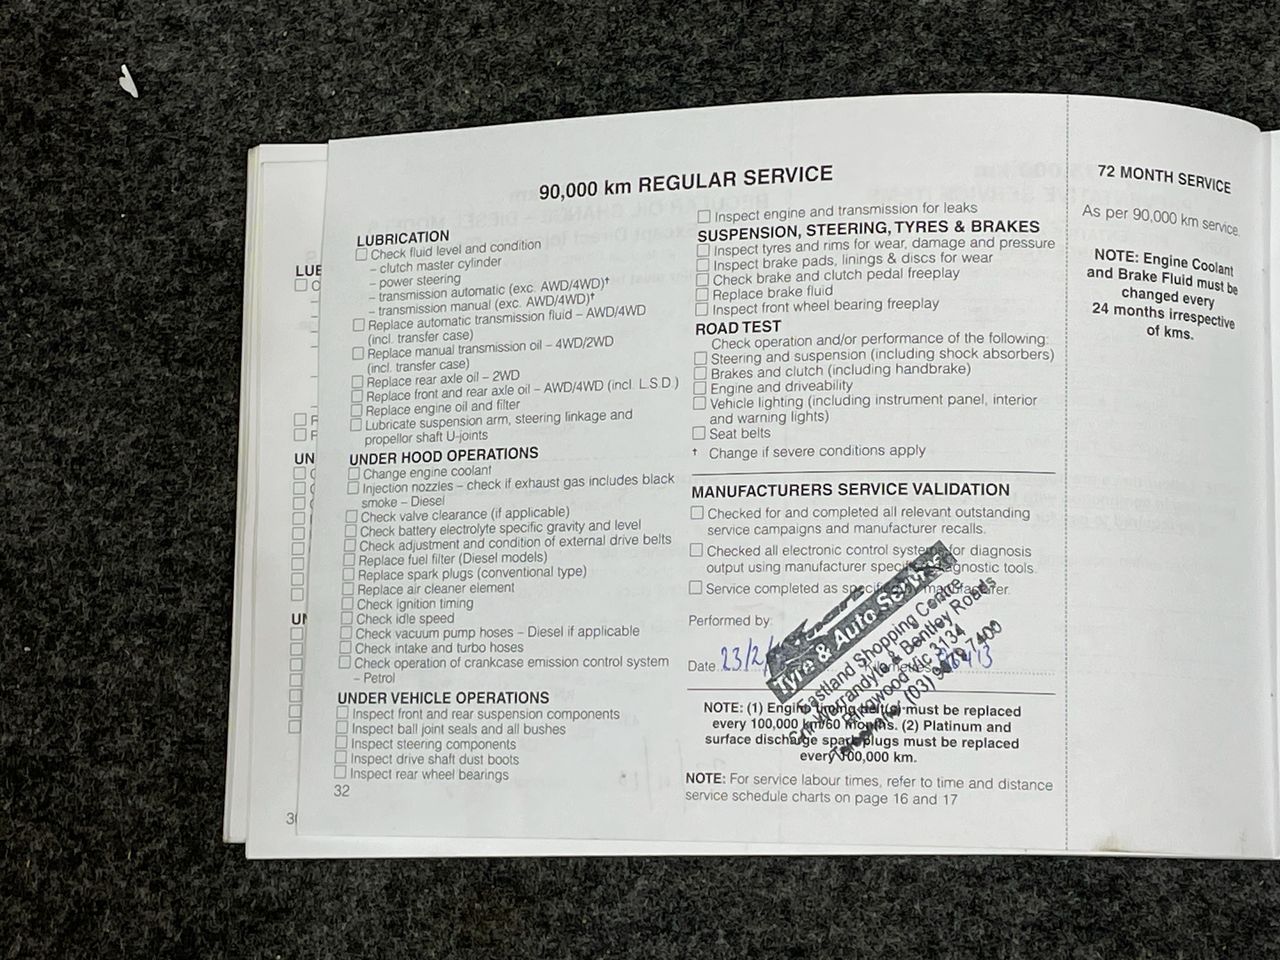 90,000 km REGULAR SERVICE
LUBRICATION
Check fluid level and condition
– clutch master cylinder
– power steering
– transmission automatic (exc. AWD/4WD)†
– transmission manual (exc. AWD/4WD)†
Replace automatic transmission fluid – AWD/4WD
(incl. transfer case)
Replace manual transmission oil – 4WD/2WD
(incl. transfer case)
Replace rear axle oil – 2WD
Replace front and rear axle oil – AWD/4WD (incl. L.S.D.)
Replace engine oil and filter
Lubricate suspension arm, steering linkage and
propellor shaft U-joints
UNDER HOOD OPERATIONS
Change engine coolant
Injection nozzles – check if exhaust gas includes black
smoke – Diesel
Check valve clearance (if applicable)
Check battery electrolyte specific gravity and level
Check adjustment and condition of external drive belts
Replace fuel filter (Diesel models)
Replace spark plugs (conventional type)
Replace air cleaner element
Check ignition timing
Check idle speed
Check vacuum pump hoses – Diesel if applicable
Check intake and turbo hoses
Check operation of crankcase emission control system
– Petrol
UNDER VEHICLE OPERATIONS
Inspect front and rear suspension components
Inspect ball joint seals and all bushes
Inspect steering components
Inspect drive shaft dust boots
Inspect rear wheel bearings
32
Inspect engine and transmission for leaks
SUSPENSION, STEERING, TYRES & BRAKES
Inspect tyres and rims for wear, damage and pressure
Inspect brake pads, linings & discs for wear
Check brake and clutch pedal freeplay
Replace brake fluid
Inspect front wheel bearing freeplay
ROAD TEST
Check operation and/or performance of the following:
Steering and suspension (including shock absorbers)
Brakes and clutch (including handbrake)
Engine and driveability
Vehicle lighting (including instrument panel, interior
and warning lights)
Seat belts
† Change if severe conditions apply
MANUFACTURERS SERVICE VALIDATION
Checked for and completed all relevant outstanding
service campaigns and manufacturer recalls.
Checked all electronic control systems for diagnosis
output using manufacturer specific diagnostic tools.
Service completed as specified by manufacturer.
Performed by:
Date 23/2/
Tyre & Auto Service
Eastland Shopping Centre
Cnr Warrandyte & Bentley Roads
Ringwood Vic 3134
Telephone: (03) 9879 7400
NOTE: (1) Engine timing belt(s) must be replaced
every 100,000 km/60 months. (2) Platinum and
surface discharge spark plugs must be replaced
every 100,000 km.
NOTE: For service labour times, refer to time and distance
service schedule charts on page 16 and 17
72 MONTH SERVICE
As per 90,000 km service.
NOTE: Engine Coolant
and Brake Fluid must be
changed every
24 months irrespective
of kms.